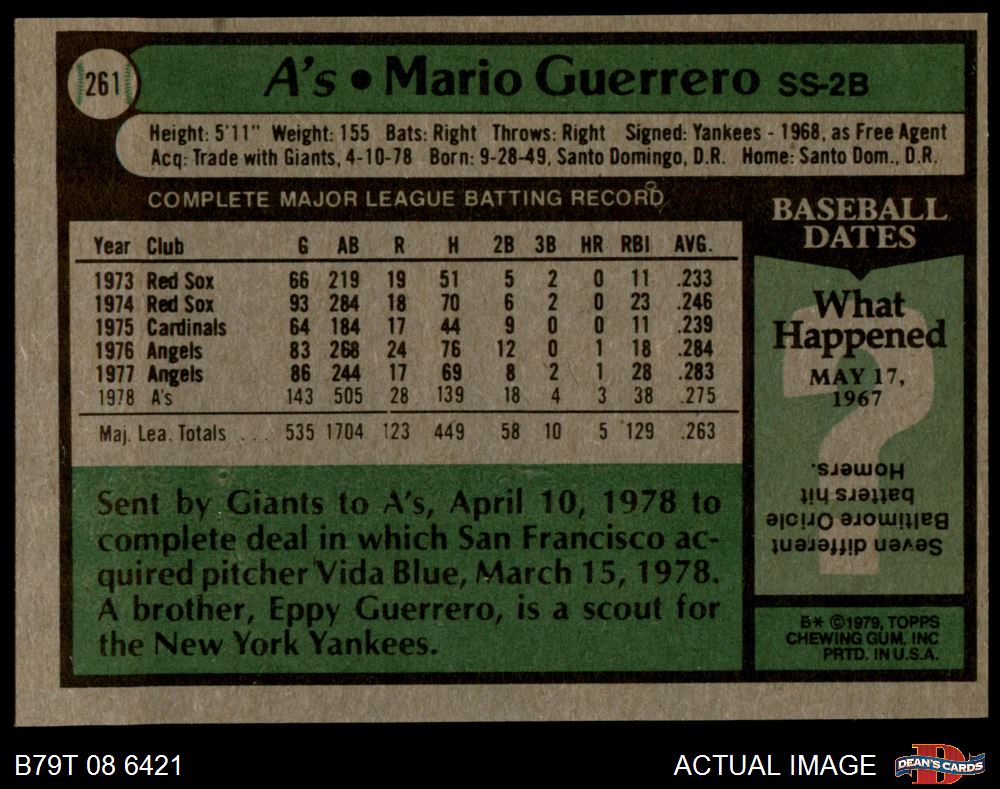 261
A's • Mario Guerrero SS-2B
Height: 5'11" Weight: 155 Bats: Right Throws: Right Signed: Yankees - 1968, as Free Agent
Acq: Trade with Giants, 4-10-78 Born: 9-28-49, Santo Domingo, D.R. Home: Santo Dom., D.R.
COMPLETE MAJOR LEAGUE BATTING RECORD
Year Club G AB R H 2B 3B HR RBI AVG.
1973 Red Sox 66 219 19 51 5 2 0 11 .233
1974 Red Sox 93 284 18 70 6 2 0 23 .246
1975 Cardinals 64 184 17 44 9 0 0 11 .239
1976 Angels 83 268 24 76 12 0 1 18 .284
1977 Angels 86 244 17 69 8 2 1 28 .283
1978 A's 143 505 28 139 18 4 3 38 .275
Maj. Lea. Totals ... 535 1704 123 449 58 10 5 129 .263
Sent by Giants to A's, April 10, 1978 to
complete deal in which San Francisco ac-
quired pitcher Vida Blue, March 15, 1978.
A brother, Eppy Guerrero, is a scout for
the New York Yankees.
BASEBALL
DATES
What
Happened
MAY 17,
1967
?
Seven different
Baltimore Oriole
batters hit
Homers.
B* ©1979, TOPPS
CHEWING GUM, INC
PRTD. IN U.S.A.
B79T 08 6421
ACTUAL IMAGE
D
DEAN'S CARDS